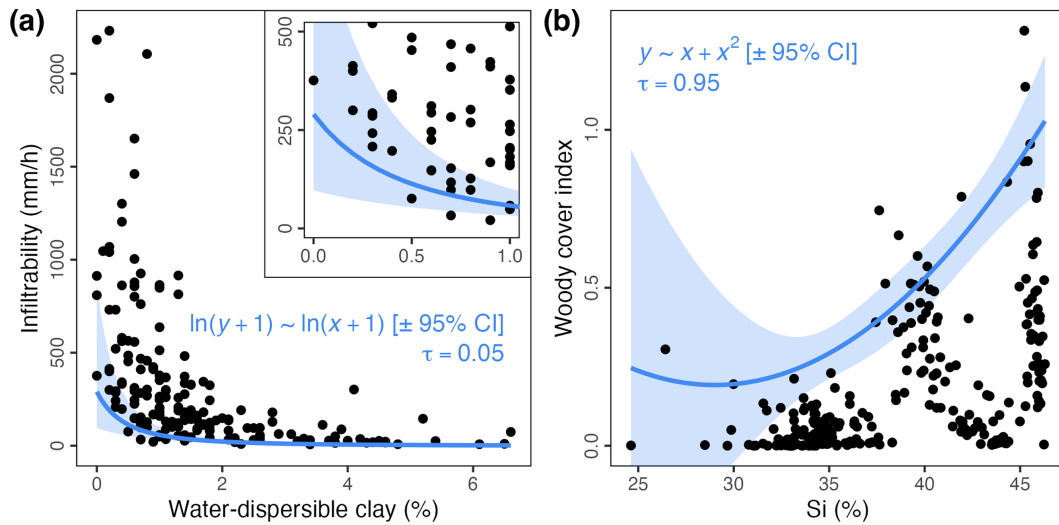 (a)
Infiltrability (mm/h)
2000
1500
1000
500
0
0
2
4
6
Water-dispersible clay (%)
500
250
0
0.0
0.5
1.0
ln(y + 1) ~ ln(x + 1) [± 95% CI]
τ = 0.05
(b)
Woody cover index
1.0
0.5
0.0
25
30
35
40
45
Si (%)
y ~ x + x² [± 95% CI]
τ = 0.95